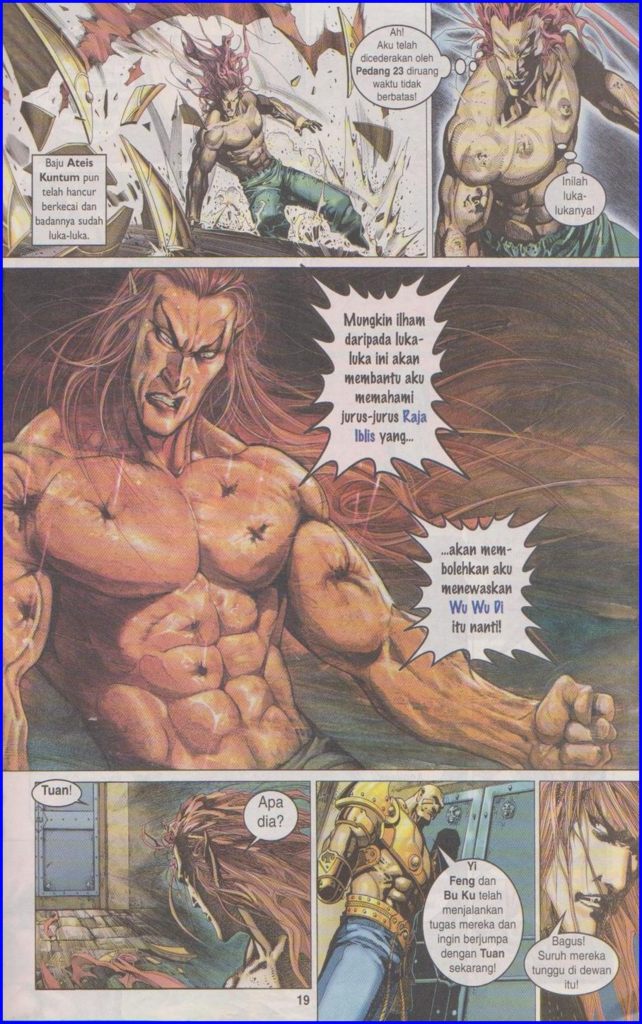 Baju Ateis
Kuntum pun
telah hancur
berkecai dan
badannya sudah
luka-luka.
Ah!
Aku telah
dicederakan oleh
Pedang 23 diruang
waktu tidak
berbatas!
Inilah
luka-
lukanya!
Mungkin ilham
daripada luka-
luka ini akan
membantu aku
memahami
jurus-jurus Raja
Iblis yang...
...akan mem-
bolehkan aku
menewaskan
Wu Wu Di
itu nanti!
Tuan!
Apa
dia?
Yi
Feng dan
Bu Ku telah
menjalankan
tugas mereka dan
ingin berjumpa
dengan Tuan
sekarang!
Bagus!
Suruh mereka
tunggu di dewan
itu!
19